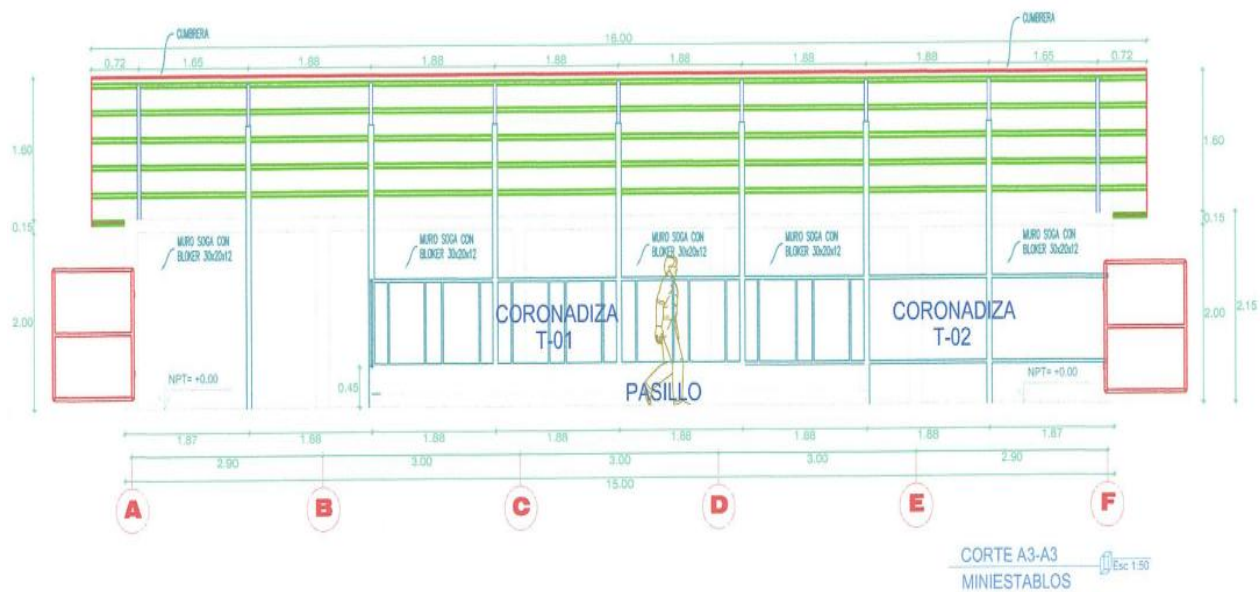 CUMBRERA
CUMBRERA
16.00
0.72 1.65 1.88 1.88 1.88 1.88 1.88 1.65 0.72
1.60
1.60
0.15
0.15
MURO SOGA CON
BLOKER 30x20x12
MURO SOGA CON
BLOKER 30x20x12
MURO SOGA CON
BLOKER 30x20x12
MURO SOGA CON
BLOKER 30x20x12
MURO SOGA CON
BLOKER 30x20x12
CORONADIZA
T-01
CORONADIZA
T-02
2.00
2.00
2.15
NPT= +0.00
NPT= +0.00
0.45
PASILLO
1.87 1.88 1.88 1.88 1.88 1.88 1.88 1.87
2.90 3.00 3.00 3.00 2.90
15.00
A B C D E F
CORTE A3-A3
Esc 1:50
MINIESTABLOS